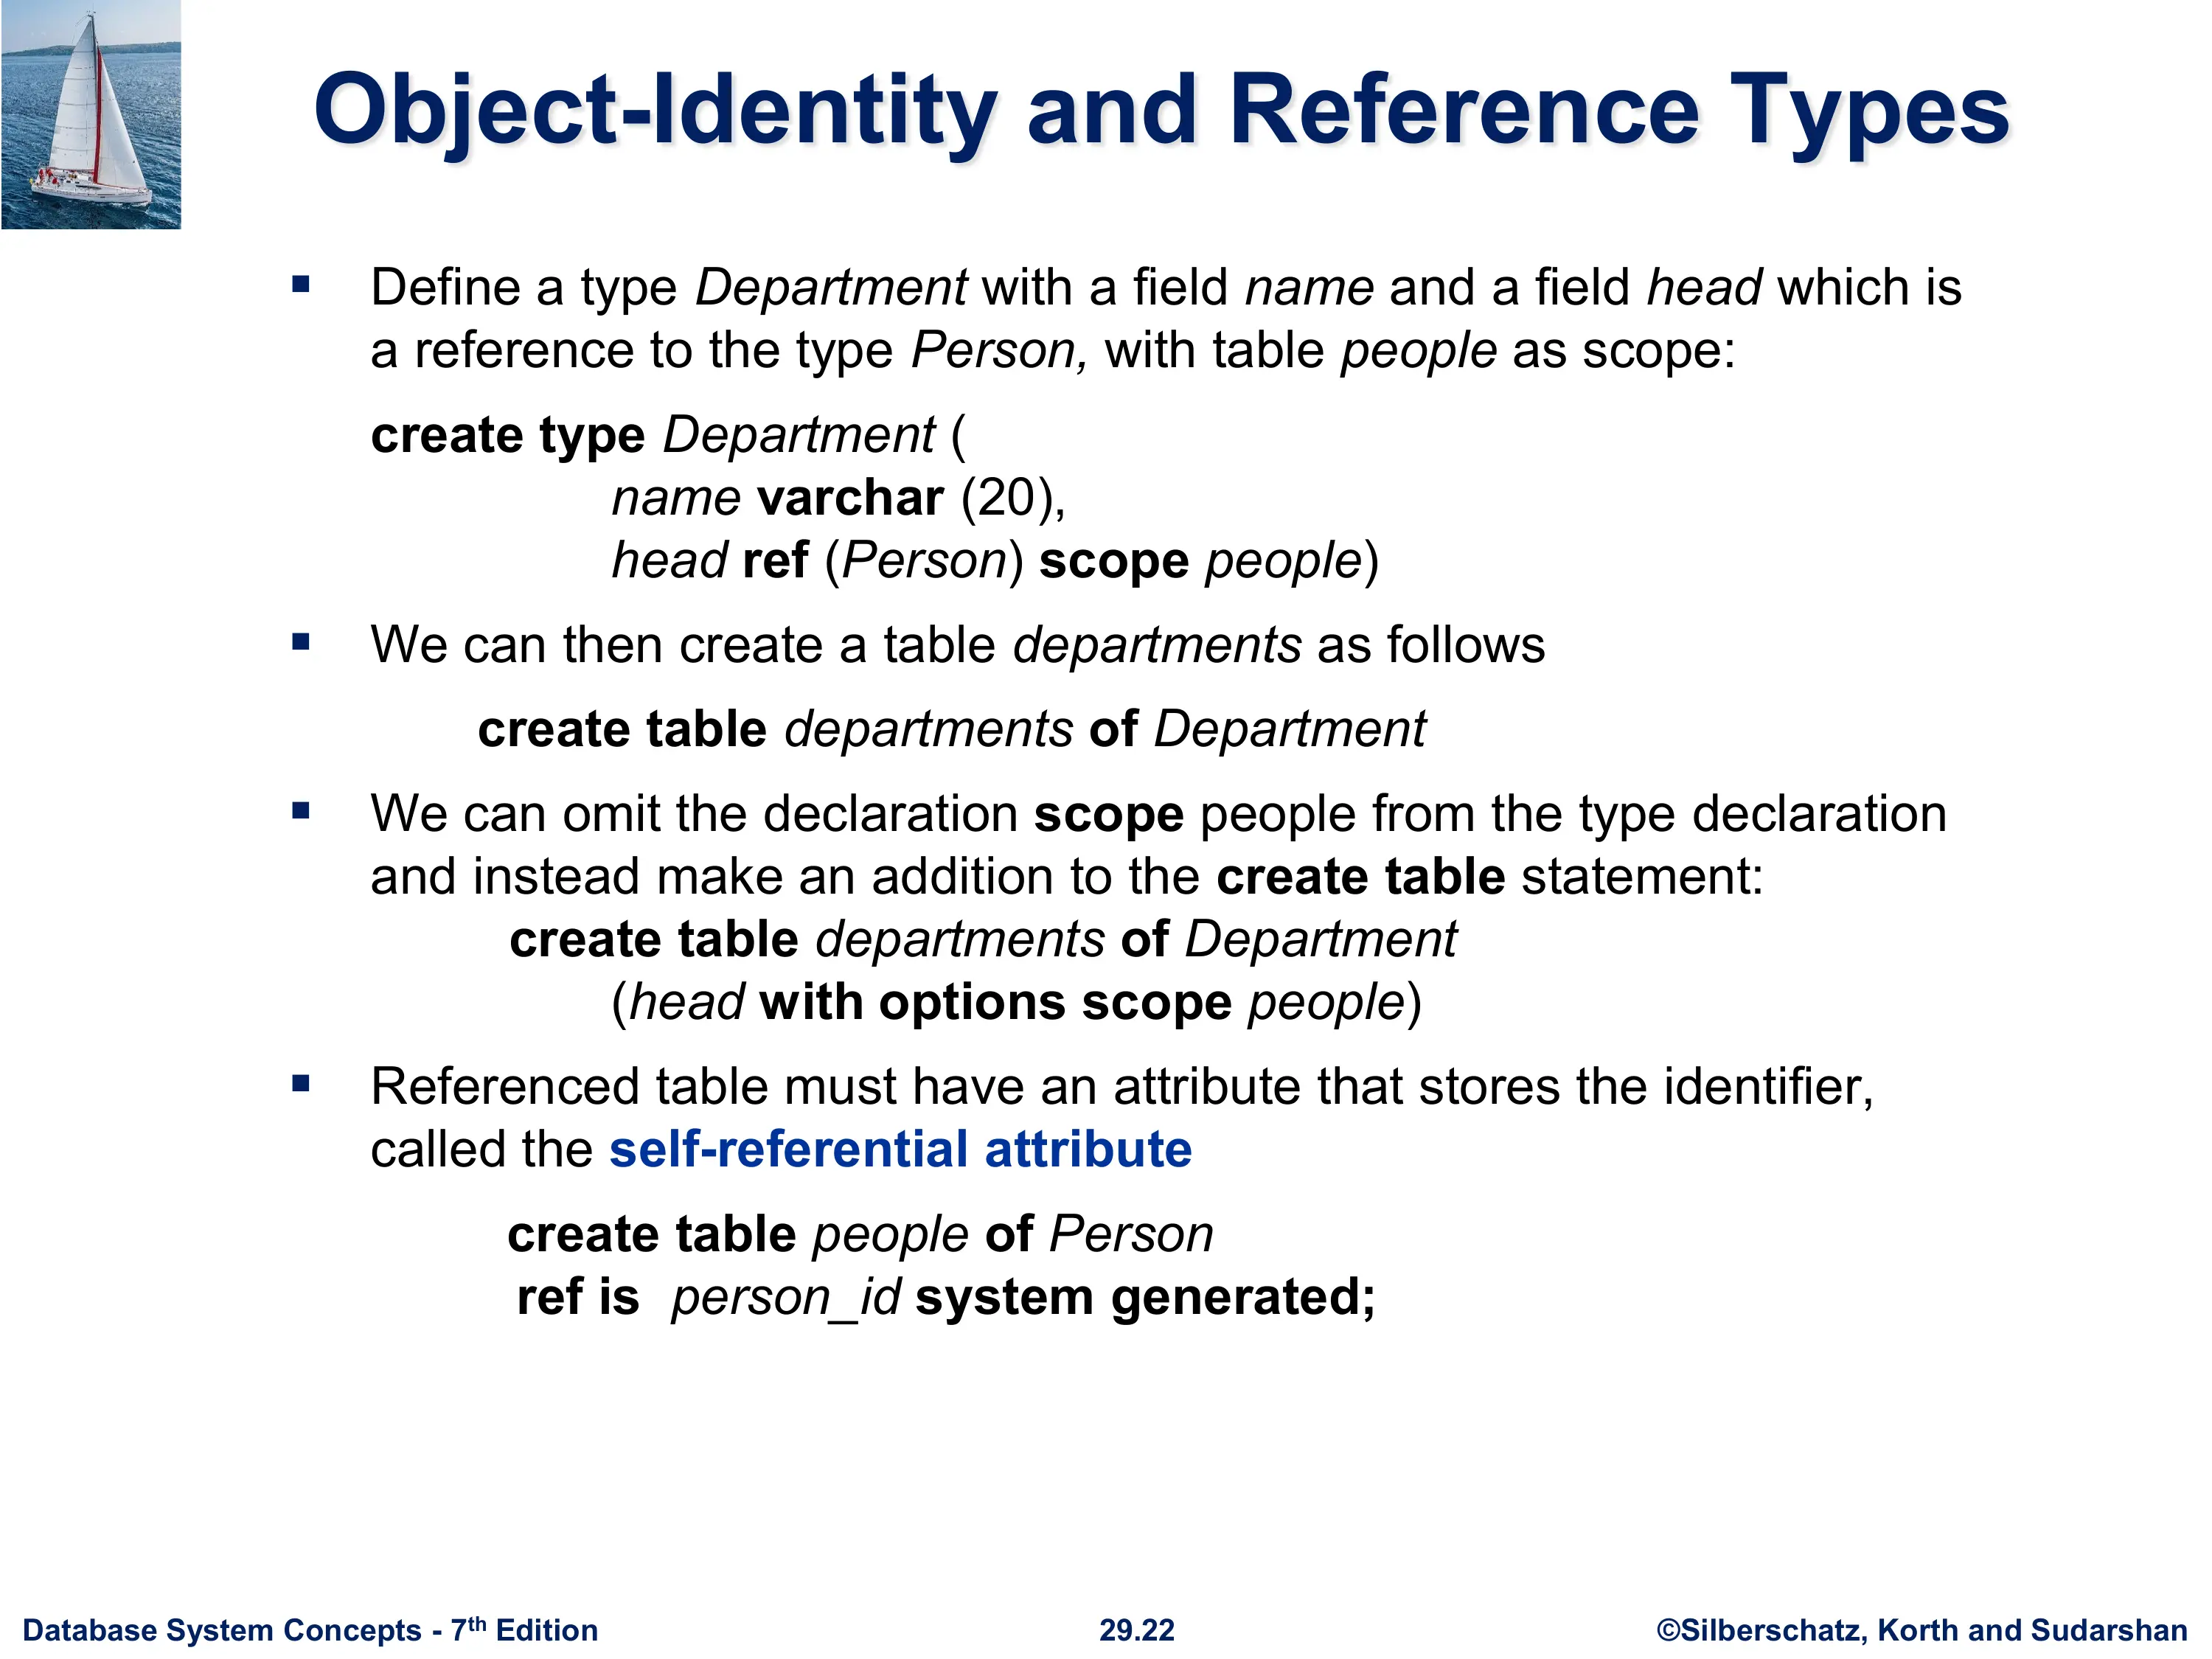 Object-Identity and Reference Types
▪ Define a type Department with a field name and a field head which is
a reference to the type Person, with table people as scope:
create type Department (
name varchar (20),
head ref (Person) scope people)
▪ We can then create a table departments as follows
create table departments of Department
▪ We can omit the declaration scope people from the type declaration
and instead make an addition to the create table statement:
create table departments of Department
(head with options scope people)
▪ Referenced table must have an attribute that stores the identifier,
called the self-referential attribute
create table people of Person
ref is person_id system generated;
Database System Concepts - 7th Edition
29.22
©Silberschatz, Korth and Sudarshan